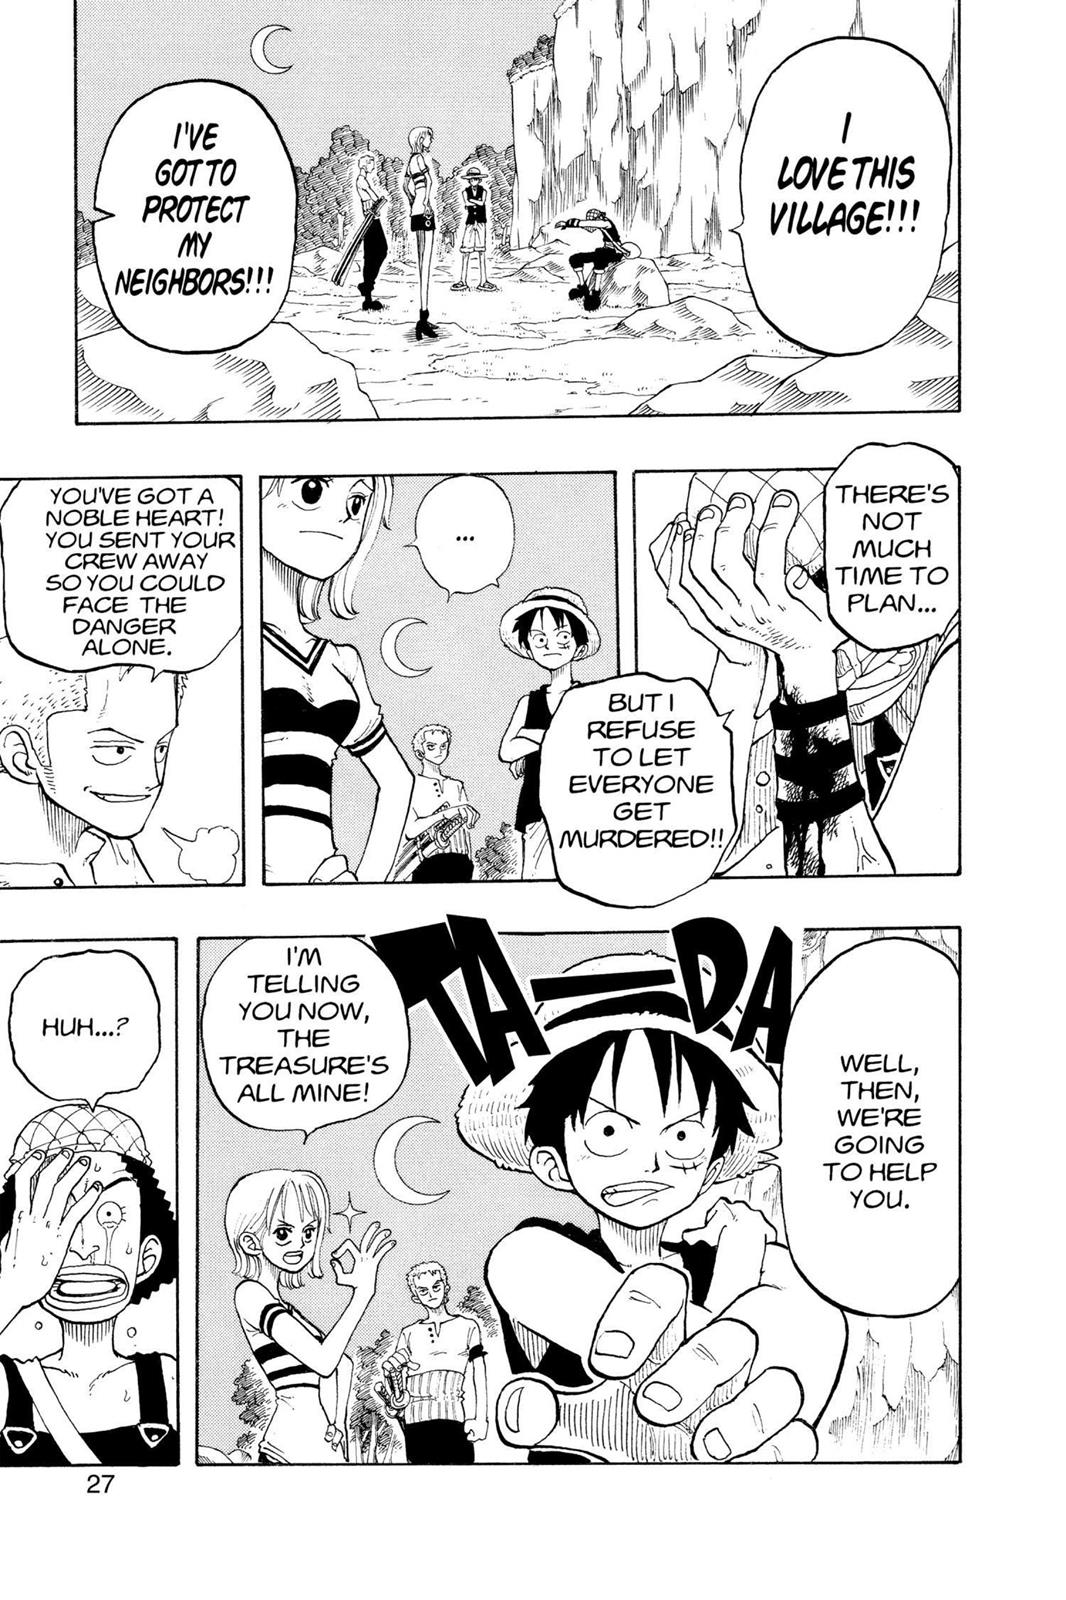 I
LOVE THIS
VILLAGE!!!
I'VE
GOT TO
PROTECT
MY
NEIGHBORS!!!
THERE'S
NOT
MUCH
TIME TO
PLAN...
BUT I
REFUSE
TO LET
EVERYONE
GET
MURDERED!!
...
YOU'VE GOT A
NOBLE HEART!
YOU SENT YOUR
CREW AWAY
SO YOU COULD
FACE THE
DANGER
ALONE.
WELL,
THEN,
WE'RE
GOING
TO HELP
YOU.
TA—DA
I'M
TELLING
YOU NOW,
THE
TREASURE'S
ALL MINE!
HUH...?
27